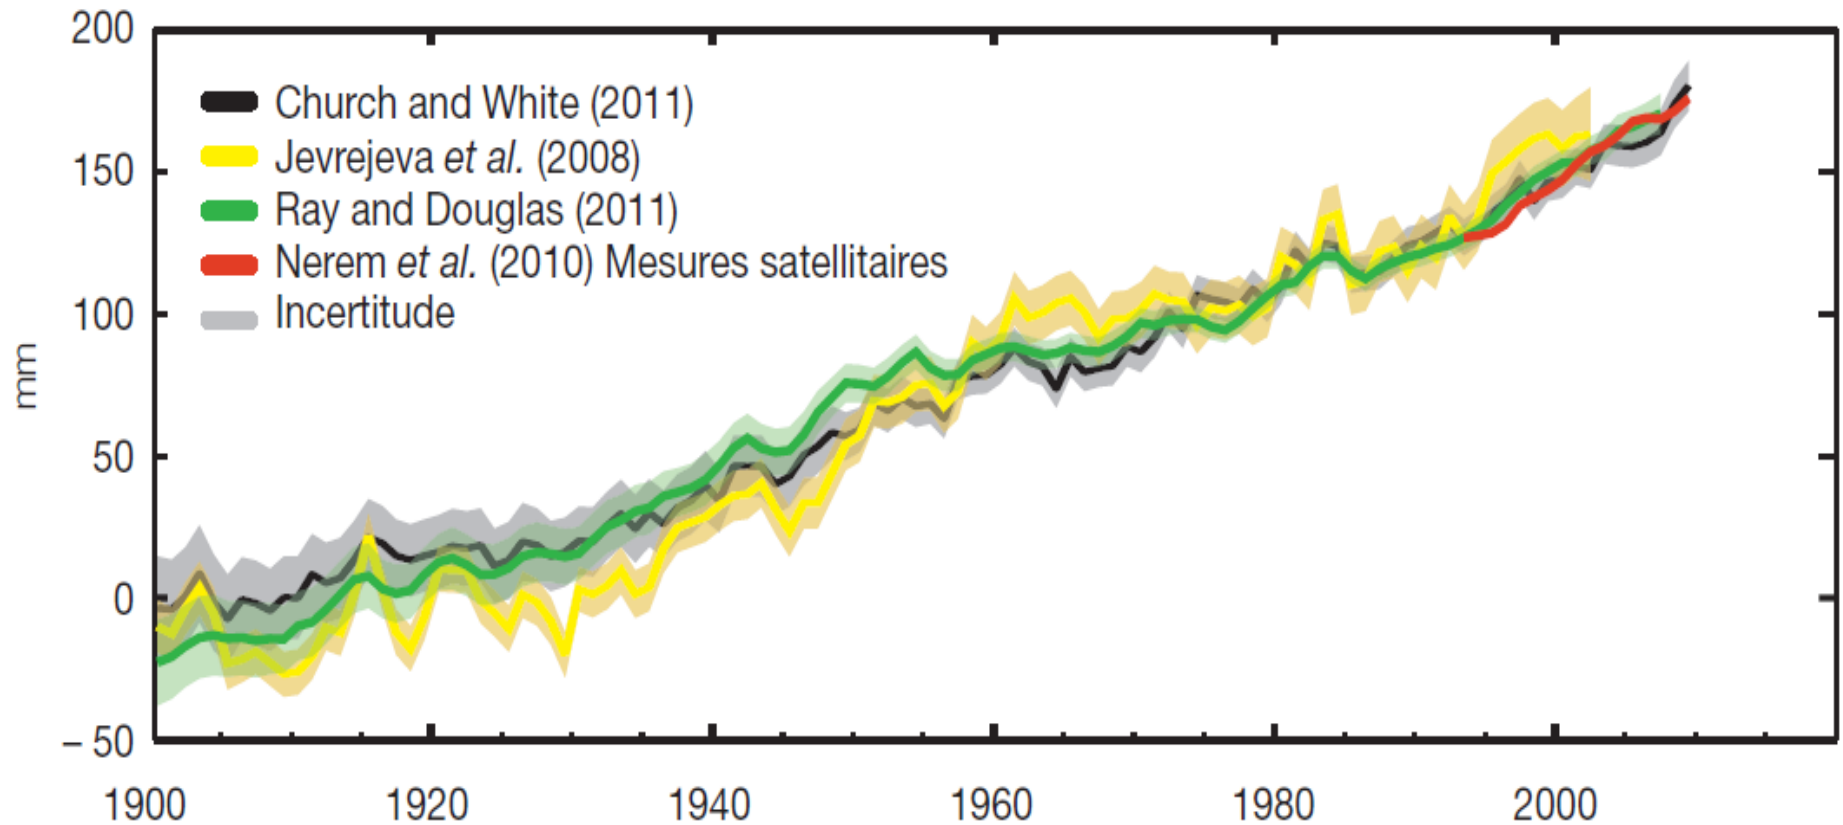 200
Church and White (2011)
Jevrejeva et al. (2008)
150
Ray and Douglas (2011)
Nerem et al. (2010) Mesures satellitaires
Incertitude
100
mm
50
0
– 50
1900 1920 1940 1960 1980 2000